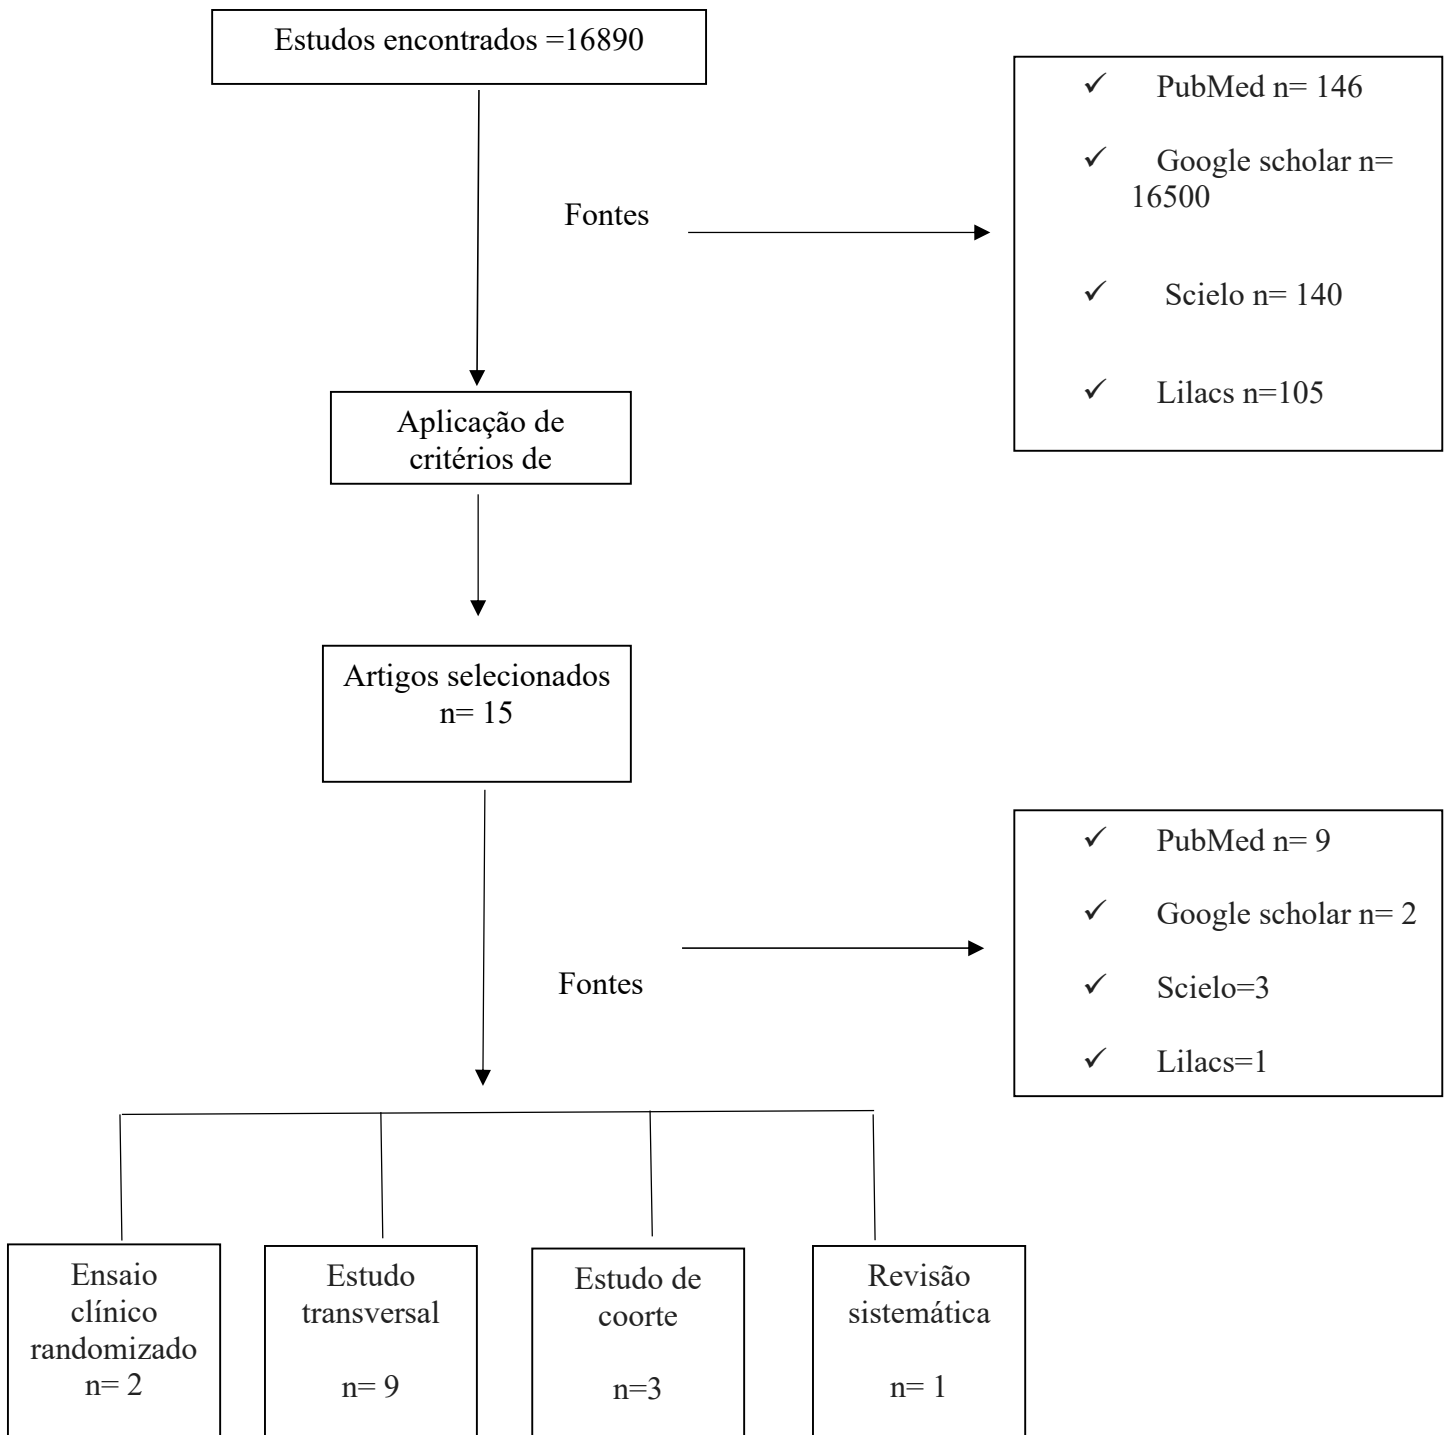 Estudos encontrados =16890
✓ PubMed n= 146
✓ Google scholar n=
16500
✓ Scielo n= 140
✓ Lilacs n=105
Fontes
Aplicação de
critérios de
Artigos selecionados
n= 15
✓ PubMed n= 9
✓ Google scholar n= 2
✓ Scielo=3
✓ Lilacs=1
Fontes
Ensaio
clínico
randomizado
n= 2
Estudo
transversal
n= 9
Estudo de
coorte
n=3
Revisão
sistemática
n= 1